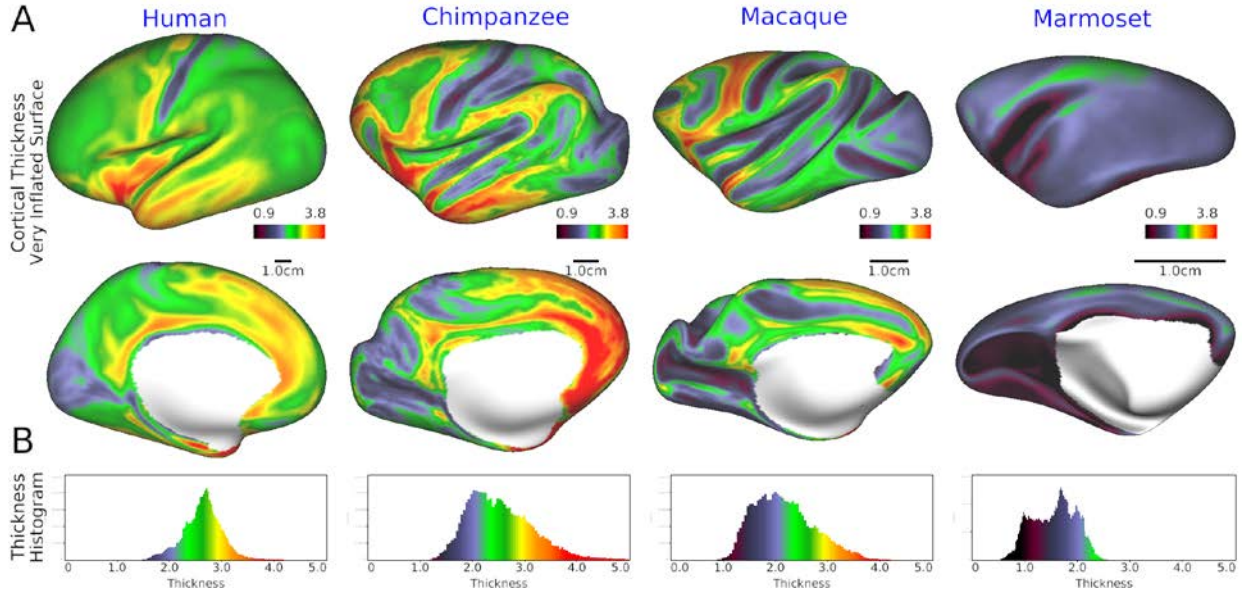 A
Human
Chimpanzee
Macaque
Marmoset
Cortical Thickness
Very Inflated Surface
0.9 3.8
0.9 3.8
0.9 3.8
0.9 3.8
1.0cm
1.0cm
1.0cm
1.0cm
B
Thickness
Histogram
0 1.0 2.0 3.0 4.0 5.0
Thickness
0 1.0 2.0 3.0 4.0 5.0
Thickness
0.0 1.0 2.0 3.0 4.0 5.0
Thickness
0 1.0 2.0 3.0 4.0 5.0
Thickness